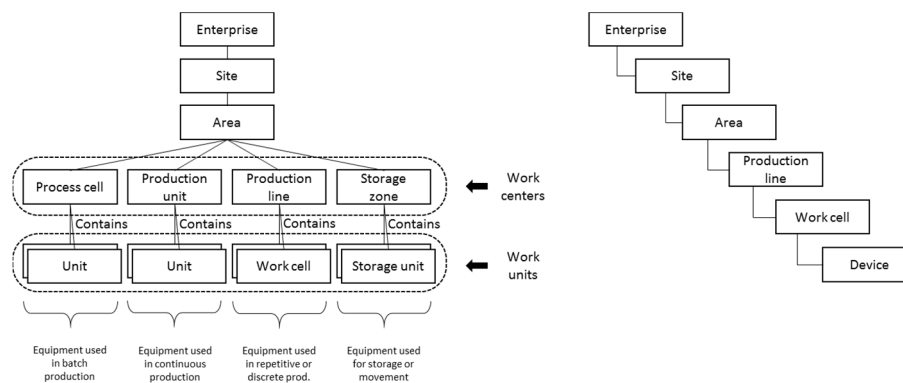 Enterprise
Site
Area
Process cell
Production
unit
Production
line
Storage
zone
Work
centers
Contains
Contains
Contains
Contains
Unit
Unit
Work cell
Storage unit
Work
units
Equipment used
in batch
production
Equipment used
in continuous
production
Equipment used
in repetitive or
discrete prod.
Equipment used
for storage or
movement
Enterprise
Site
Area
Production
line
Work cell
Device